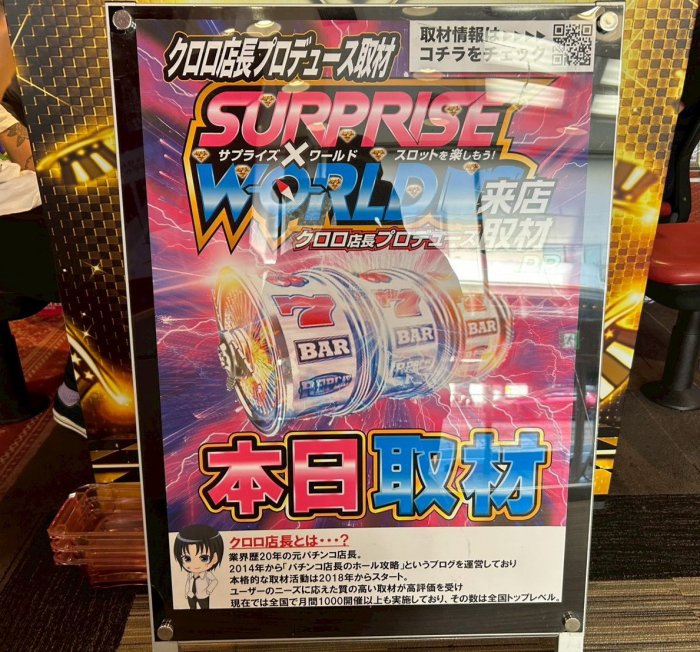 クロロ店長プロデュース取材
取材情報は
コチラをチェック
SURPRISE
サプライズ×ワールド スロットを楽しもう!
WORLD
来店
取材
クロロ店長プロデュース
7
BAR
7
BAR
BAR
本日取材
クロロ店長とは・・・?
業界歴20年の元パチンコ店長。
2014年から「パチンコ店長のホール攻略」というブログを運営しており
本格的な取材活動は2018年からスタート。
ユーザーのニーズに応えた質の高い取材が高評価を受け
現在では全国で月間1000開催以上も実施しており、その数は全国トップレベル。